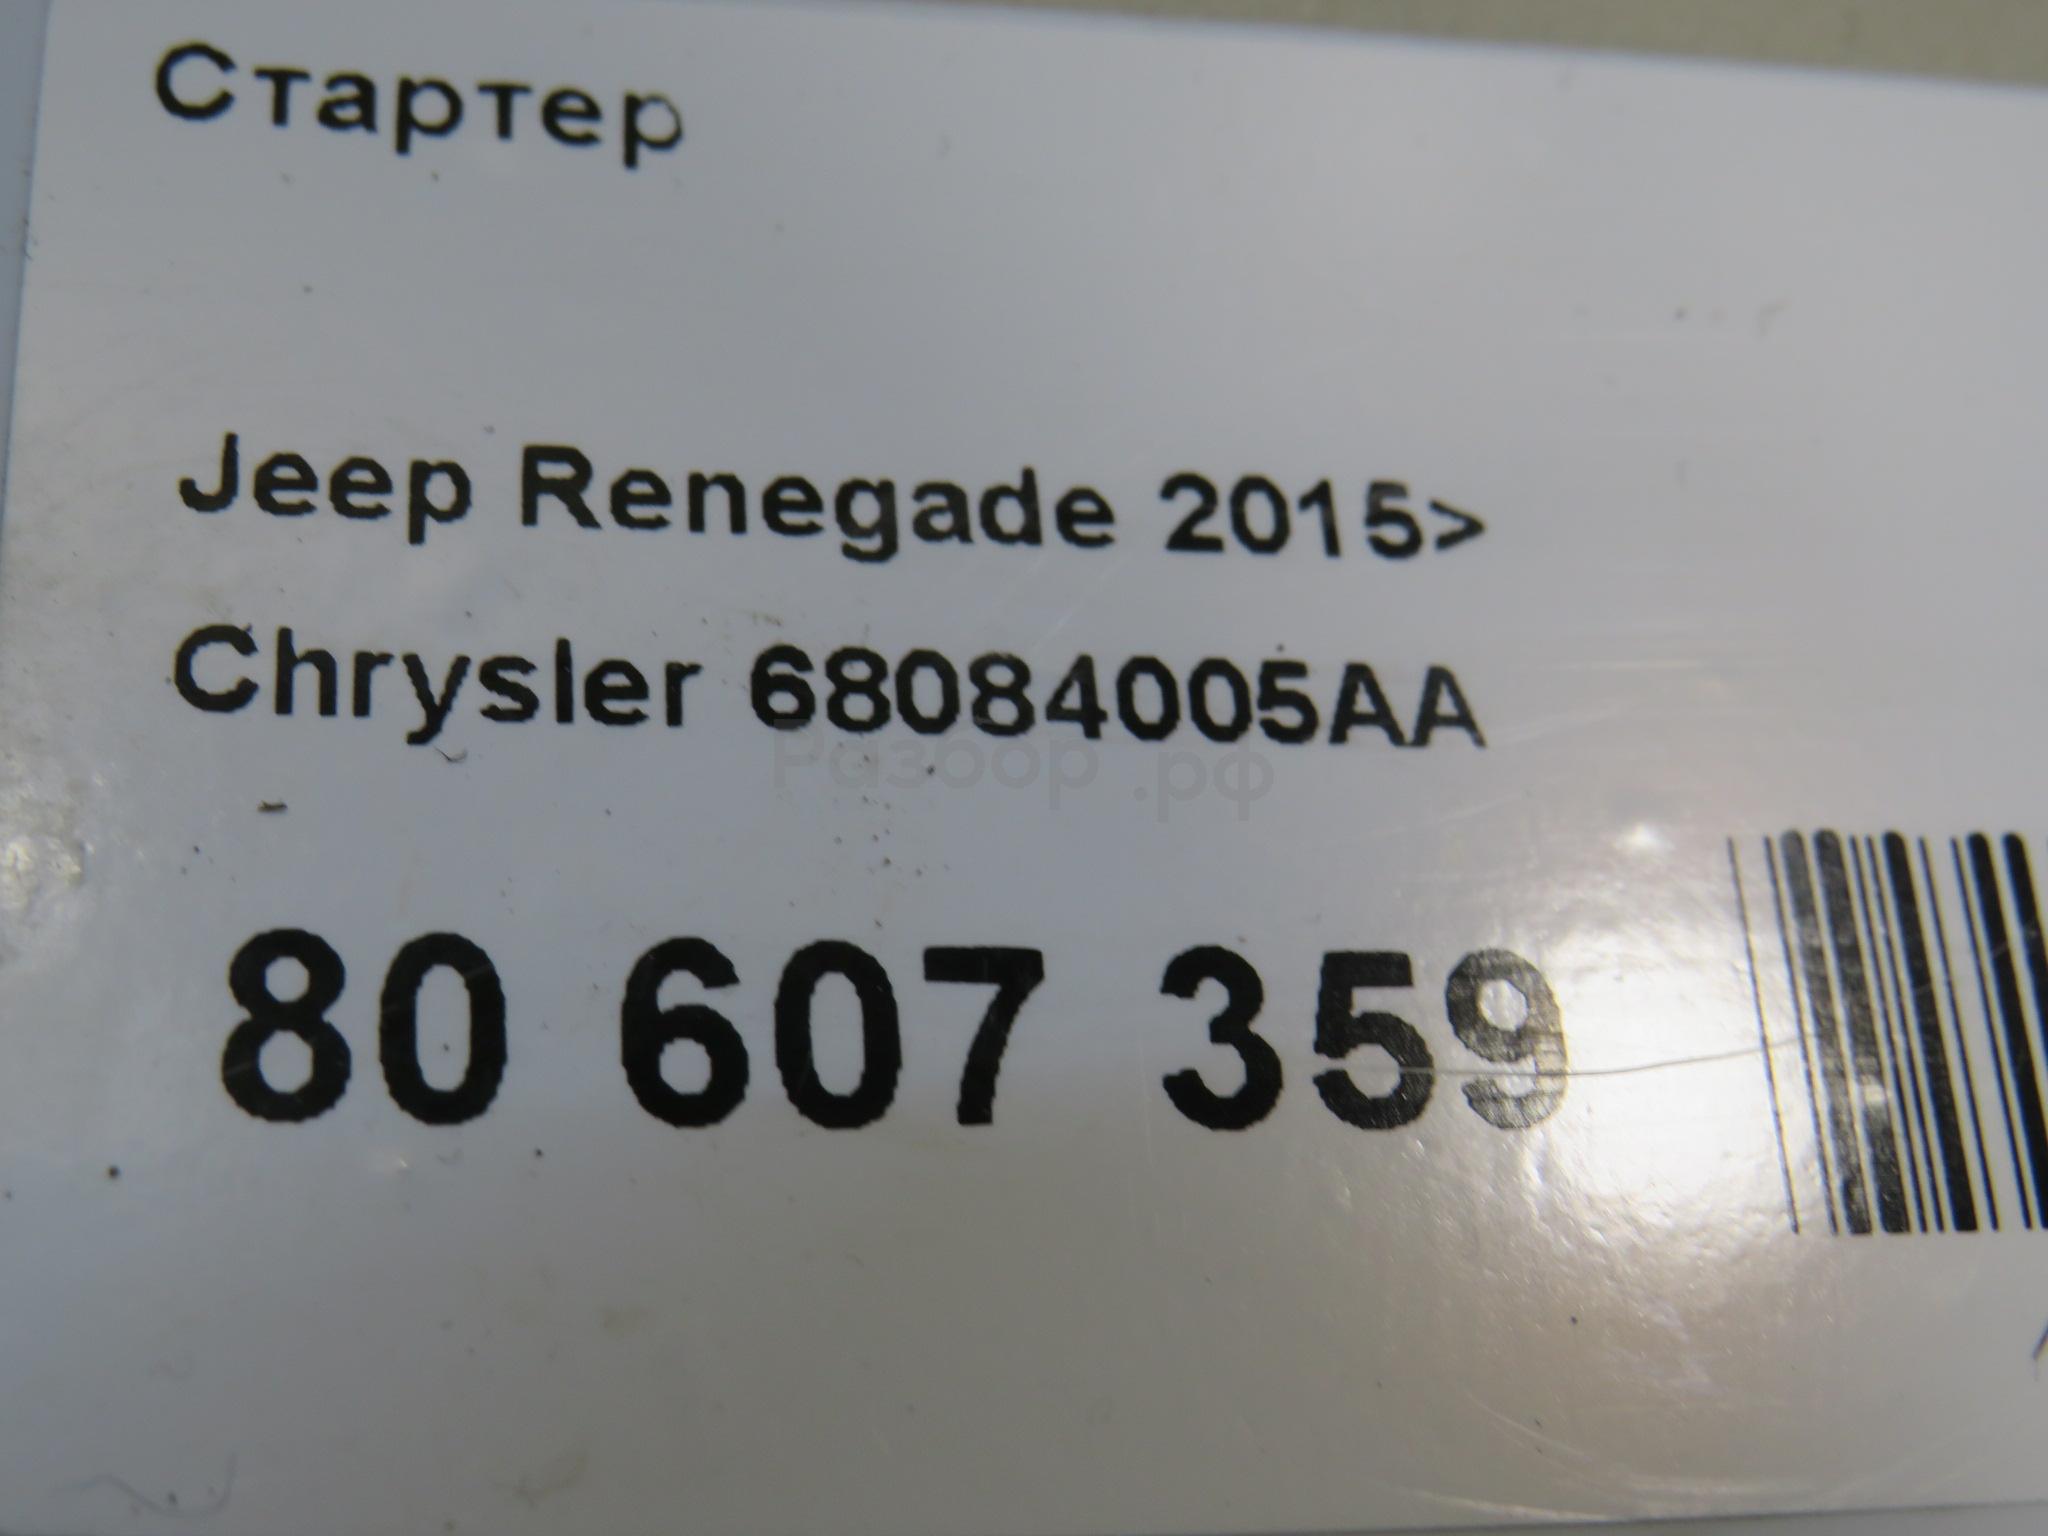 Стартер
Jeep Renegade 2015>
Chrysler 68084005AA
Разбор.рф
80 607 359